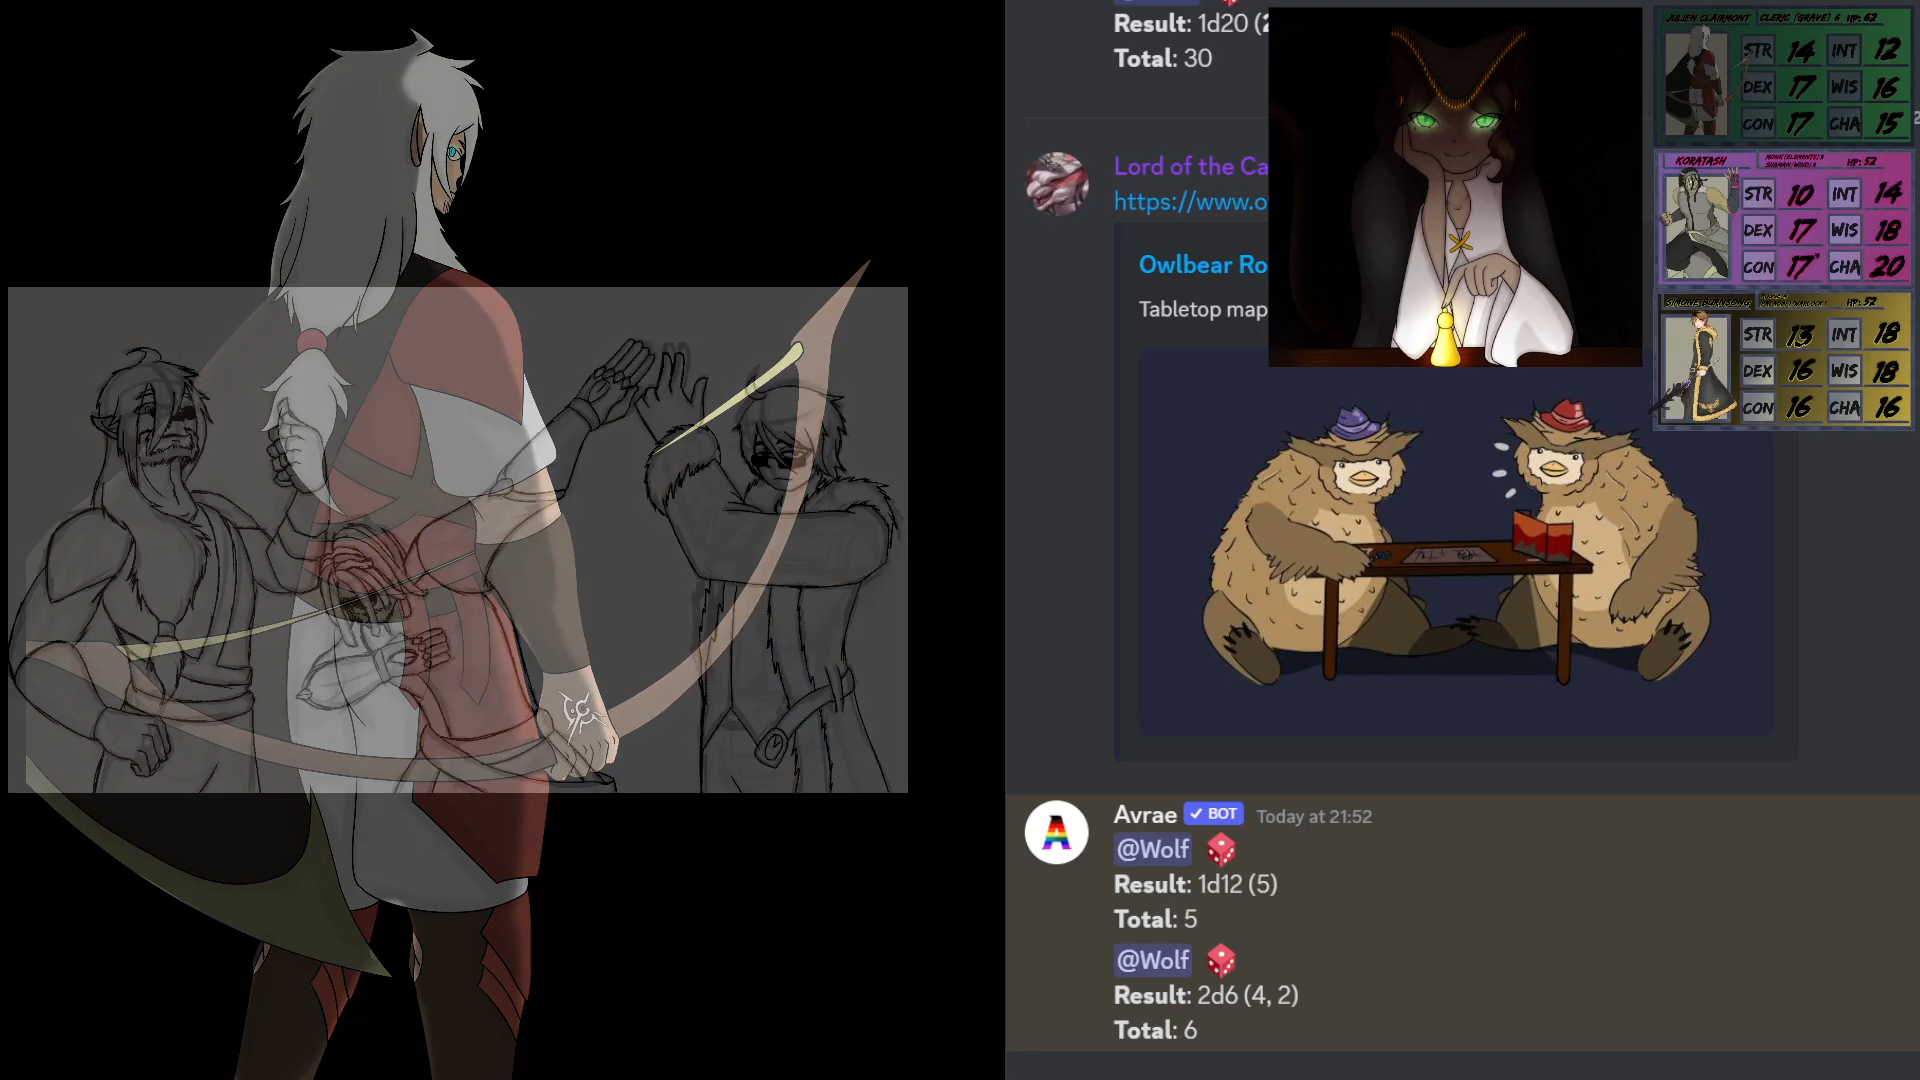 Result: 1d20 (2
Total: 30
Lord of the Ca
https://www.o
Owlbear Ro
Tabletop map
Avrae ✓ BOT Today at 21:52
@Wolf
Result: 1d12 (5)
Total: 5
@Wolf
Result: 2d6 (4, 2)
Total: 6
JULIEN CLAIRMONT CLERIC (GRAVE) 6 HP: 62
STR 14 INT 12
DEX 17 WIS 16
CON 17 CHA 15
KORATASH HP: 52
STR 10 INT 14
DEX 17 WIS 18
CON 17* CHA 20
HP: 52
STR 13 INT 18
DEX 16 WIS 18
CON 16 CHA 16
2